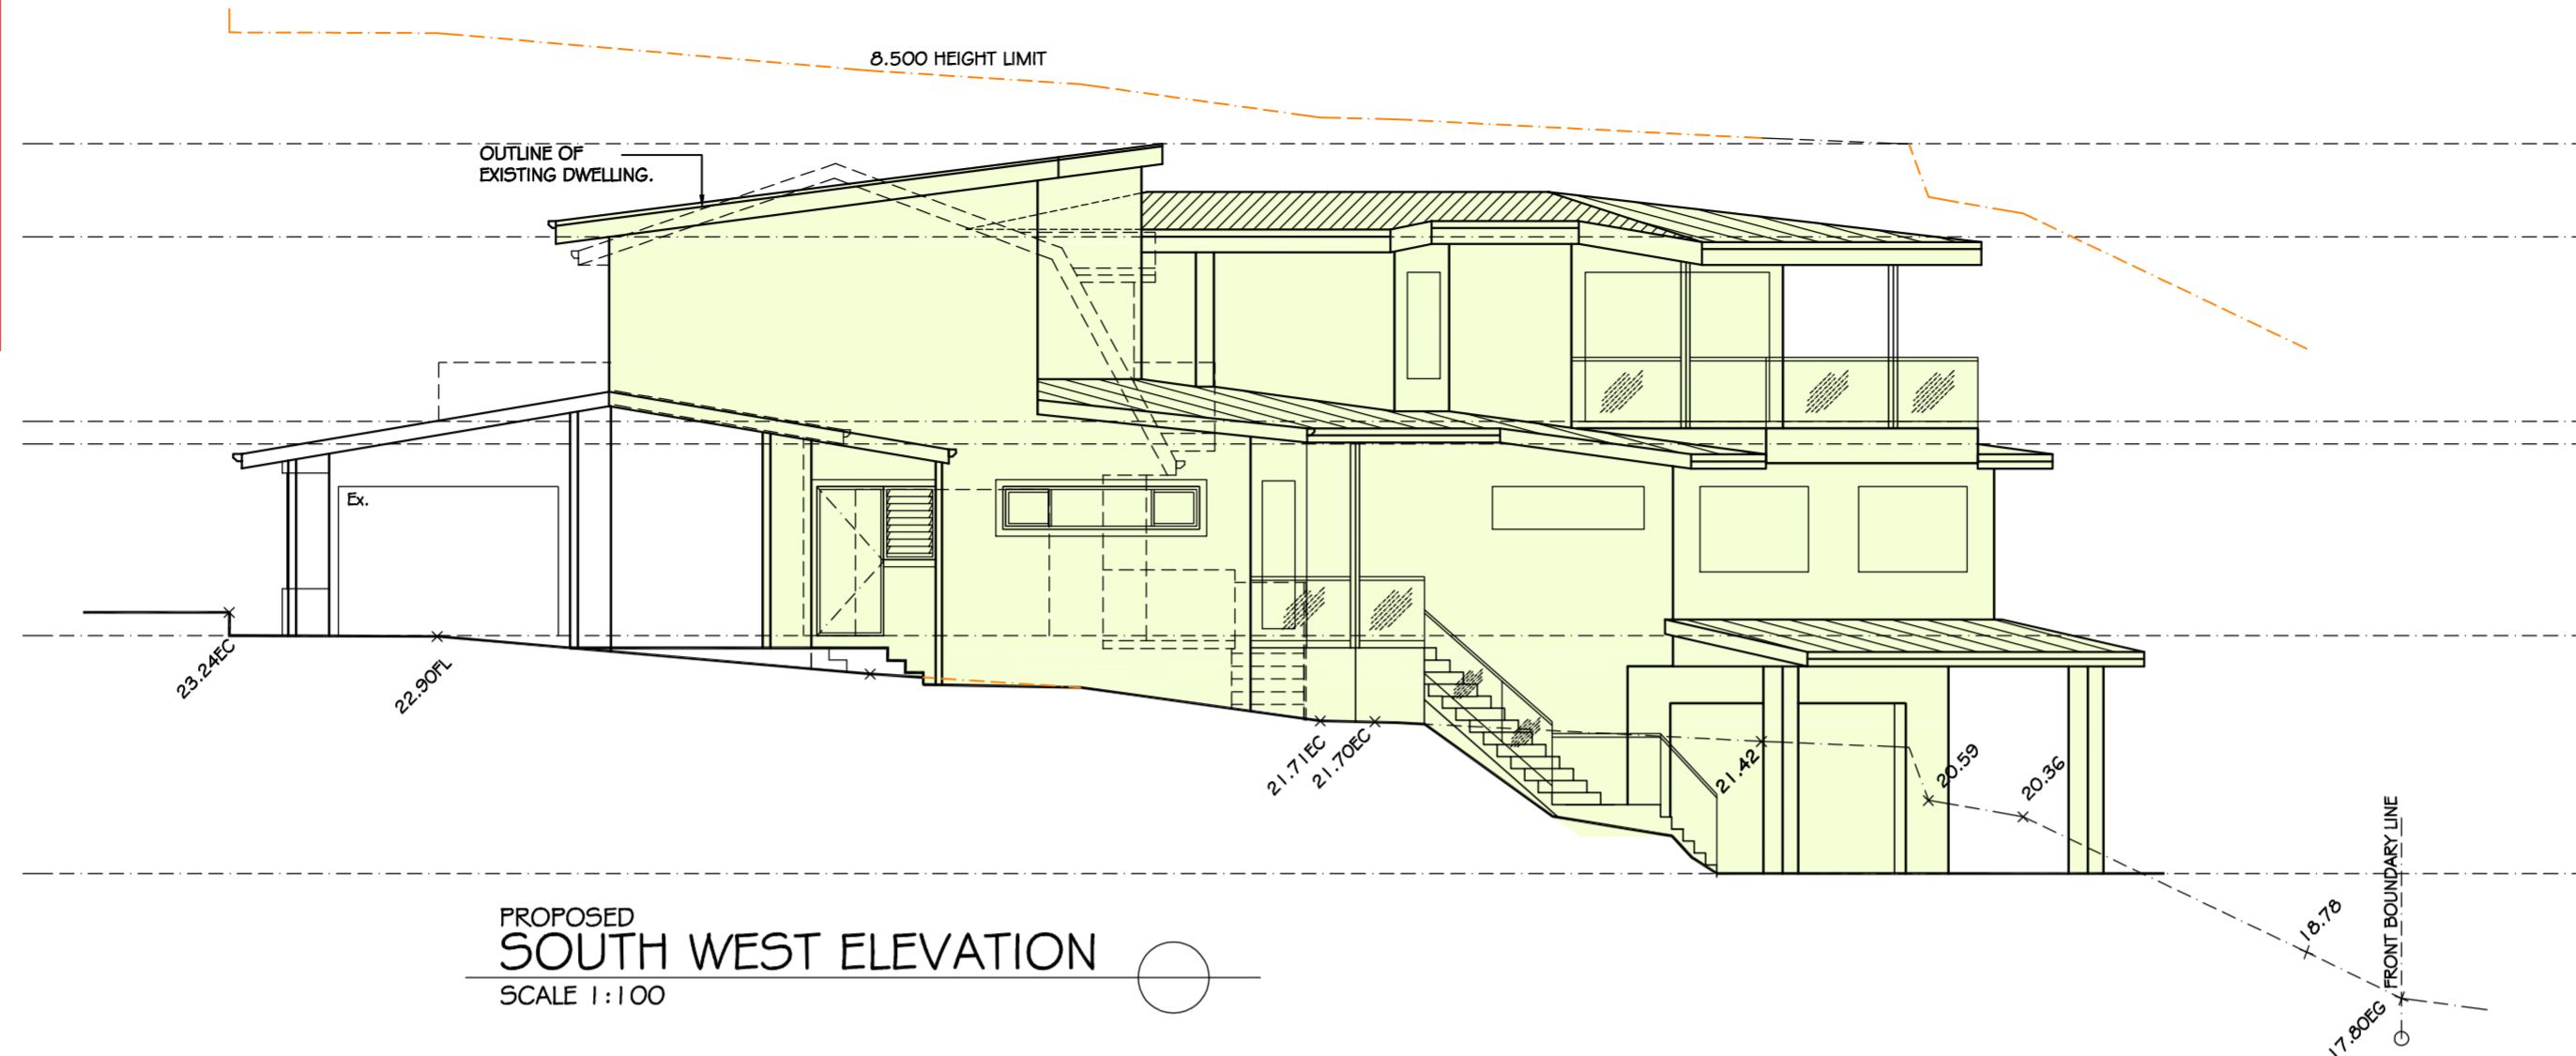 8.500 HEIGHT LIMIT
OUTLINE OF
EXISTING DWELLING.
Ex.
23.24EC
22.90FL
21.71EC
21.70EC
21.42
20.59
20.36
18.78
FRONT BOUNDARY LINE
17.80EG
PROPOSED
SOUTH WEST ELEVATION
SCALE 1:100